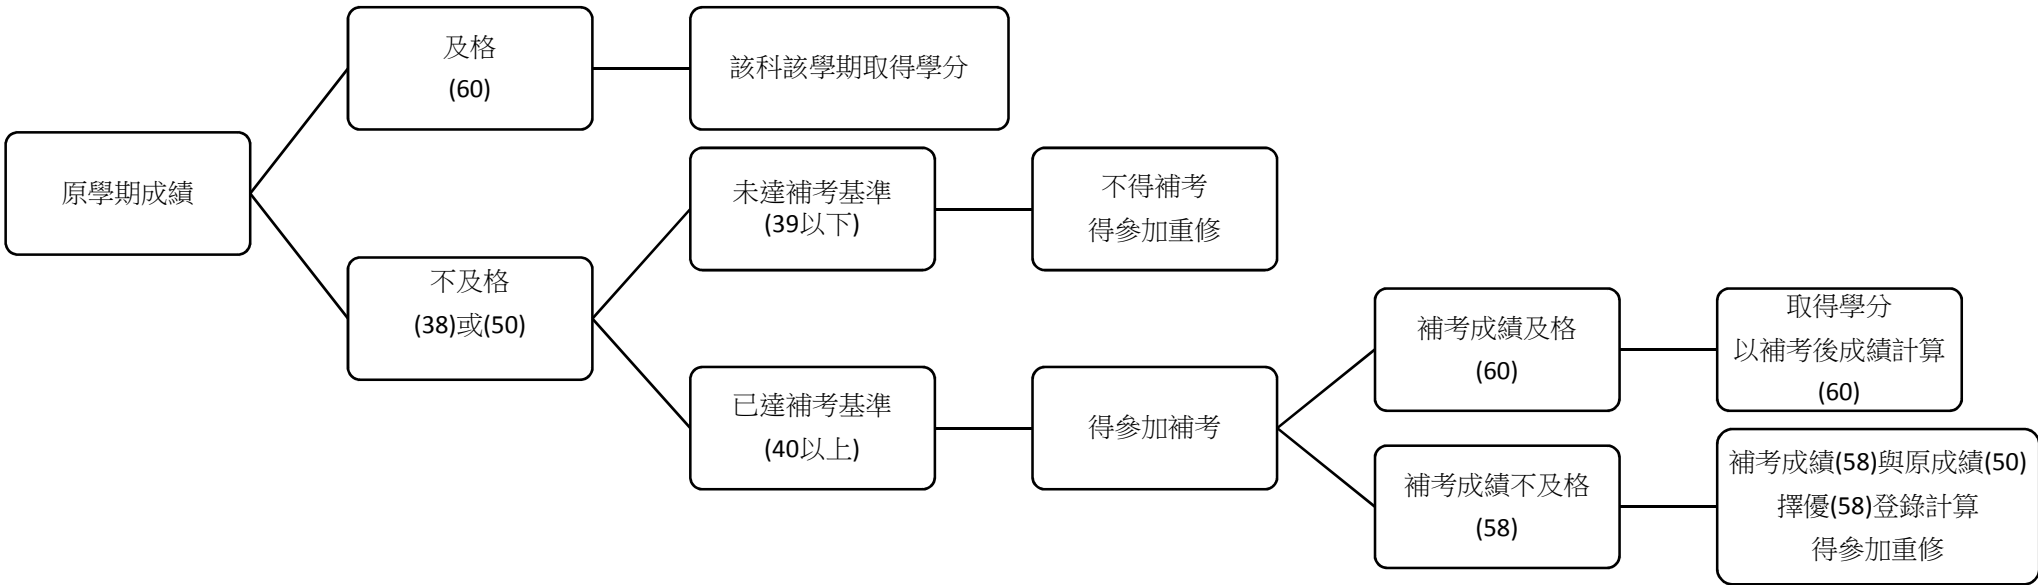 原學期成績
及格
(60)
該科該學期取得學分
不及格
(38)或(50)
未達補考基準
(39以下)
不得補考
得參加重修
已達補考基準
(40以上)
得參加補考
補考成績及格
(60)
取得學分
以補考後成績計算
(60)
補考成績不及格
(58)
補考成績(58)與原成績(50)
擇優(58)登錄計算
得參加重修